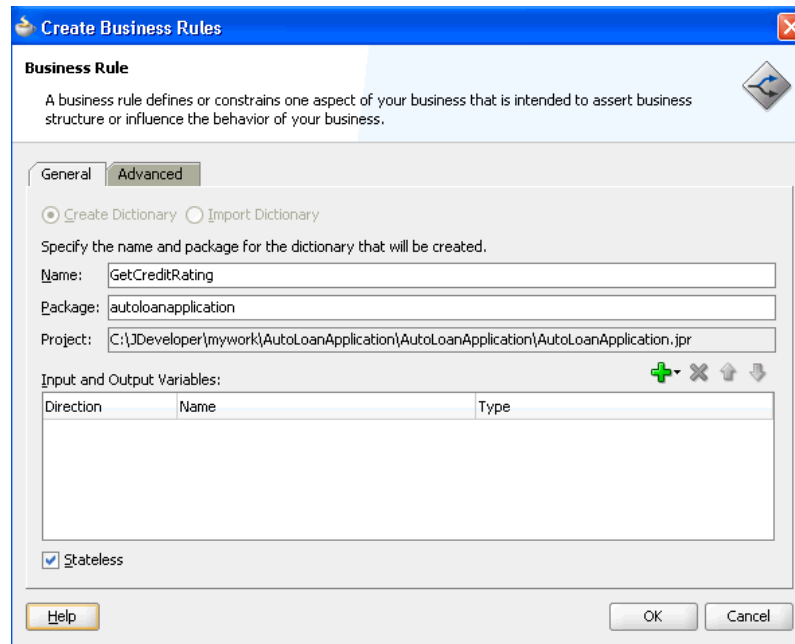 Create Business Rules
Business Rule
A business rule defines or constrains one aspect of your business that is intended to assert business
structure or influence the behavior of your business.
General Advanced
Create Dictionary Import Dictionary
Specify the name and package for the dictionary that will be created.
Name: GetCreditRating
Package: autoloanapplication
Project: C:\JDeveloper\mywork\AutoLoanApplication\AutoLoanApplication\AutoLoanApplication.jpr
Input and Output Variables:
Direction Name Type
Stateless
Help OK Cancel